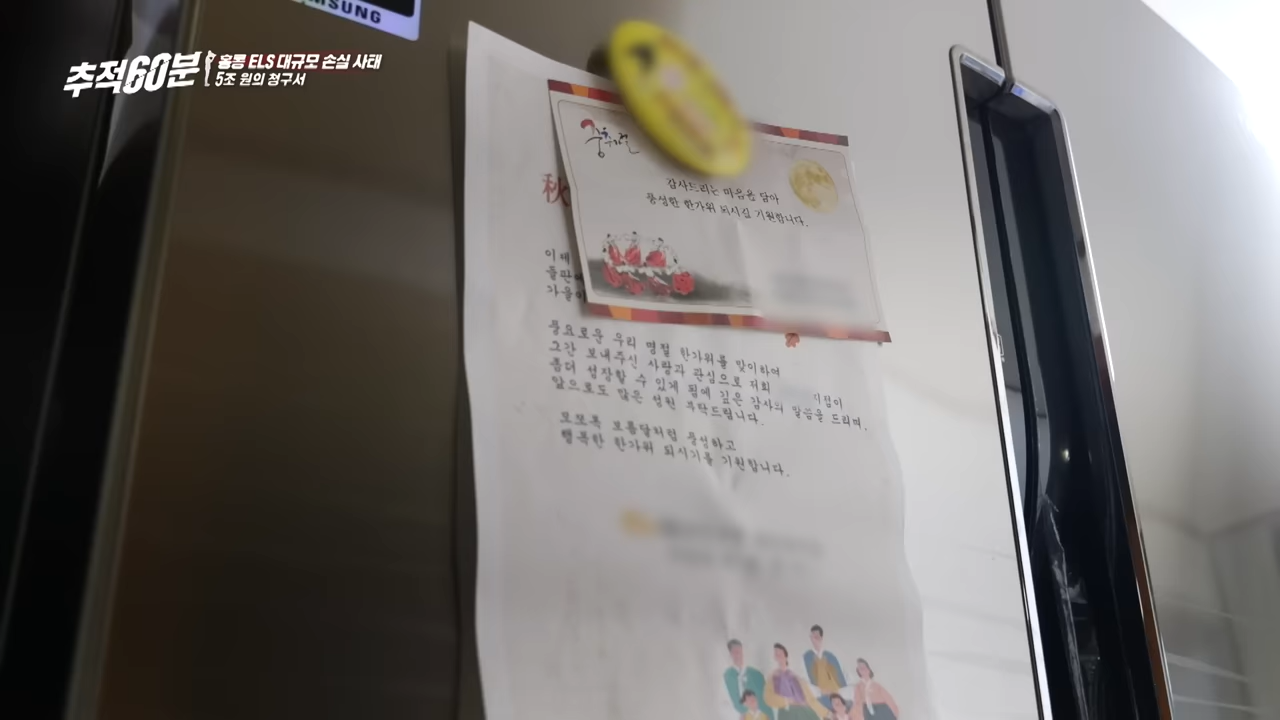 SAMSUNG
추적60분
홍콩 ELS 대규모 손실 사태
5조 원의 청구서
중추절
감사드리는 마음을 담아
풍성한 한가위 되시길 기원합니다.
秋
이제
들판에
가을이
풍요로운 우리 명절 한가위를 맞이하여
그간 보내주신 사랑과 관심으로 저희 지점이
좀더 성장할 수 있게 됨에 깊은 감사의 말씀을 드리며,
앞으로도 많은 성원 부탁드립니다.
모쪼록 보름달처럼 풍성하고
행복한 한가위 되시기를 기원합니다.